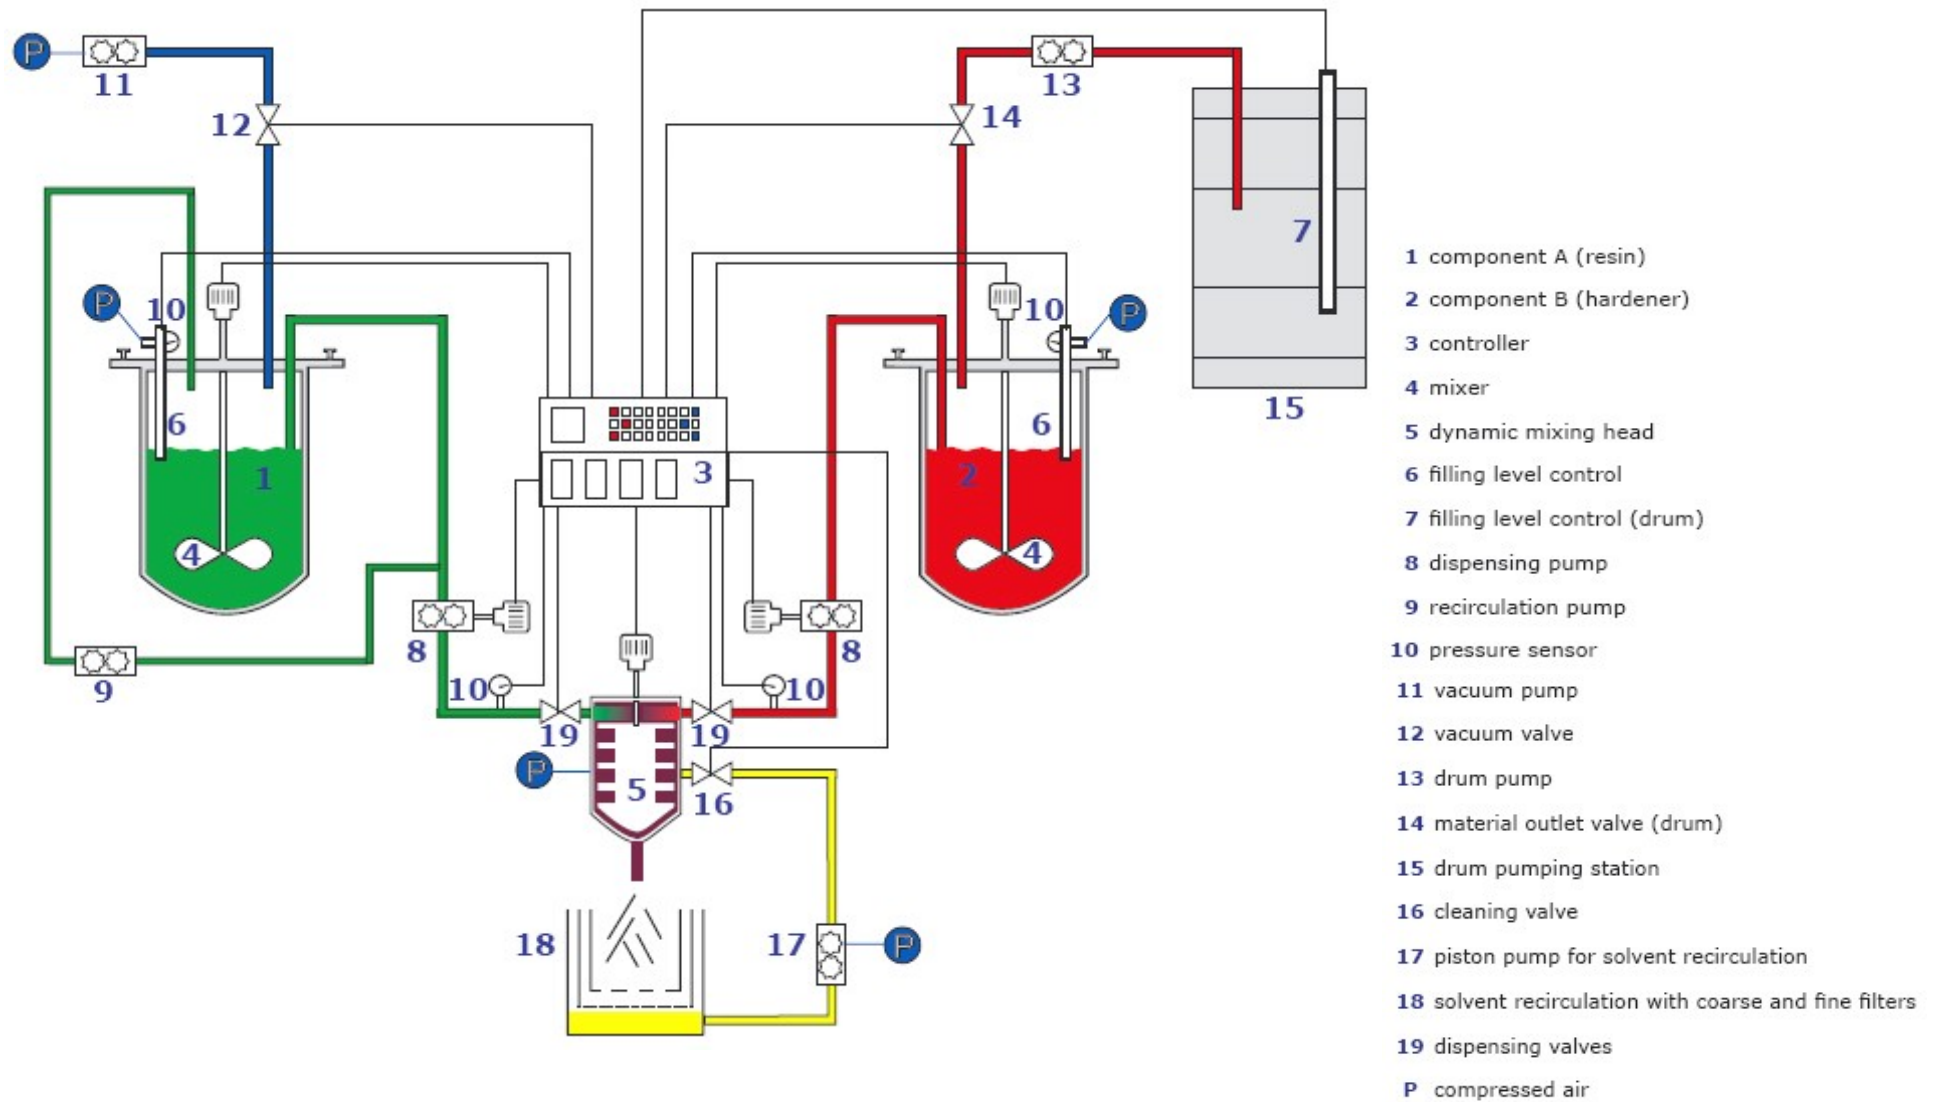 P
11
13
12
14
7
P
10
10
P
6
6
15
1
3
2
4
4
8
8
9
10
10
19
19
P
5
16
18
17
P
1 component A (resin)
2 component B (hardener)
3 controller
4 mixer
5 dynamic mixing head
6 filling level control
7 filling level control (drum)
8 dispensing pump
9 recirculation pump
10 pressure sensor
11 vacuum pump
12 vacuum valve
13 drum pump
14 material outlet valve (drum)
15 drum pumping station
16 cleaning valve
17 piston pump for solvent recirculation
18 solvent recirculation with coarse and fine filters
19 dispensing valves
P compressed air